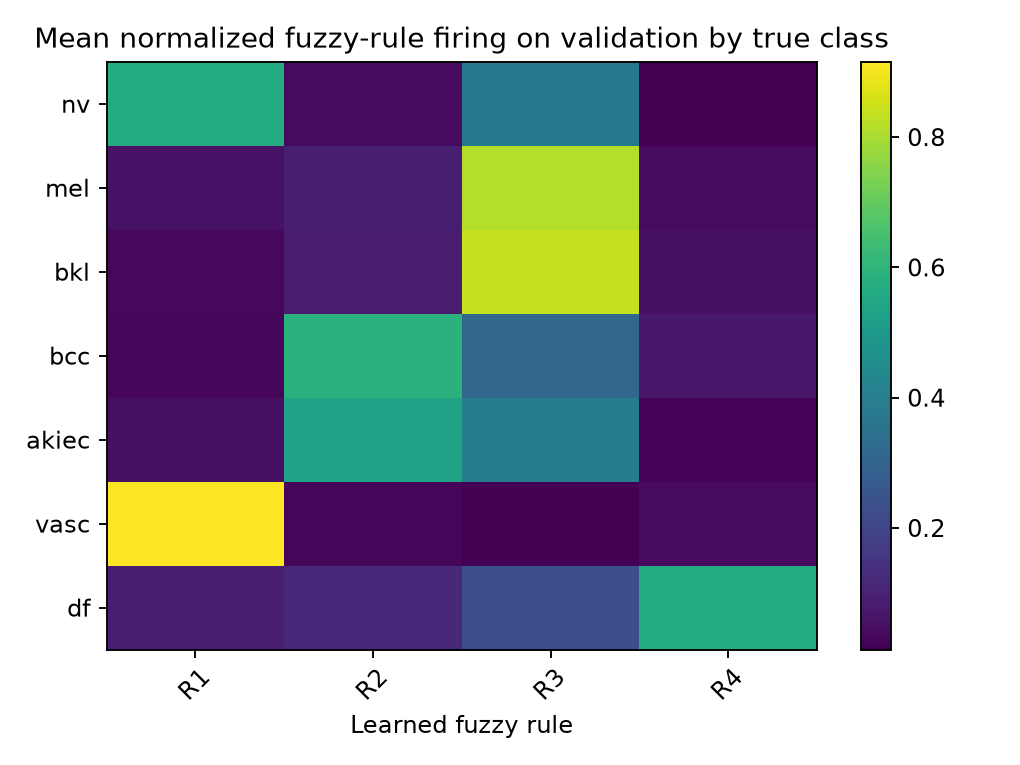 Mean normalized fuzzy-rule firing on validation by true class
nv
mel
bkl
bcc
akiec
vasc
df
R1
R2
R3
R4
Learned fuzzy rule
0.8
0.6
0.4
0.2